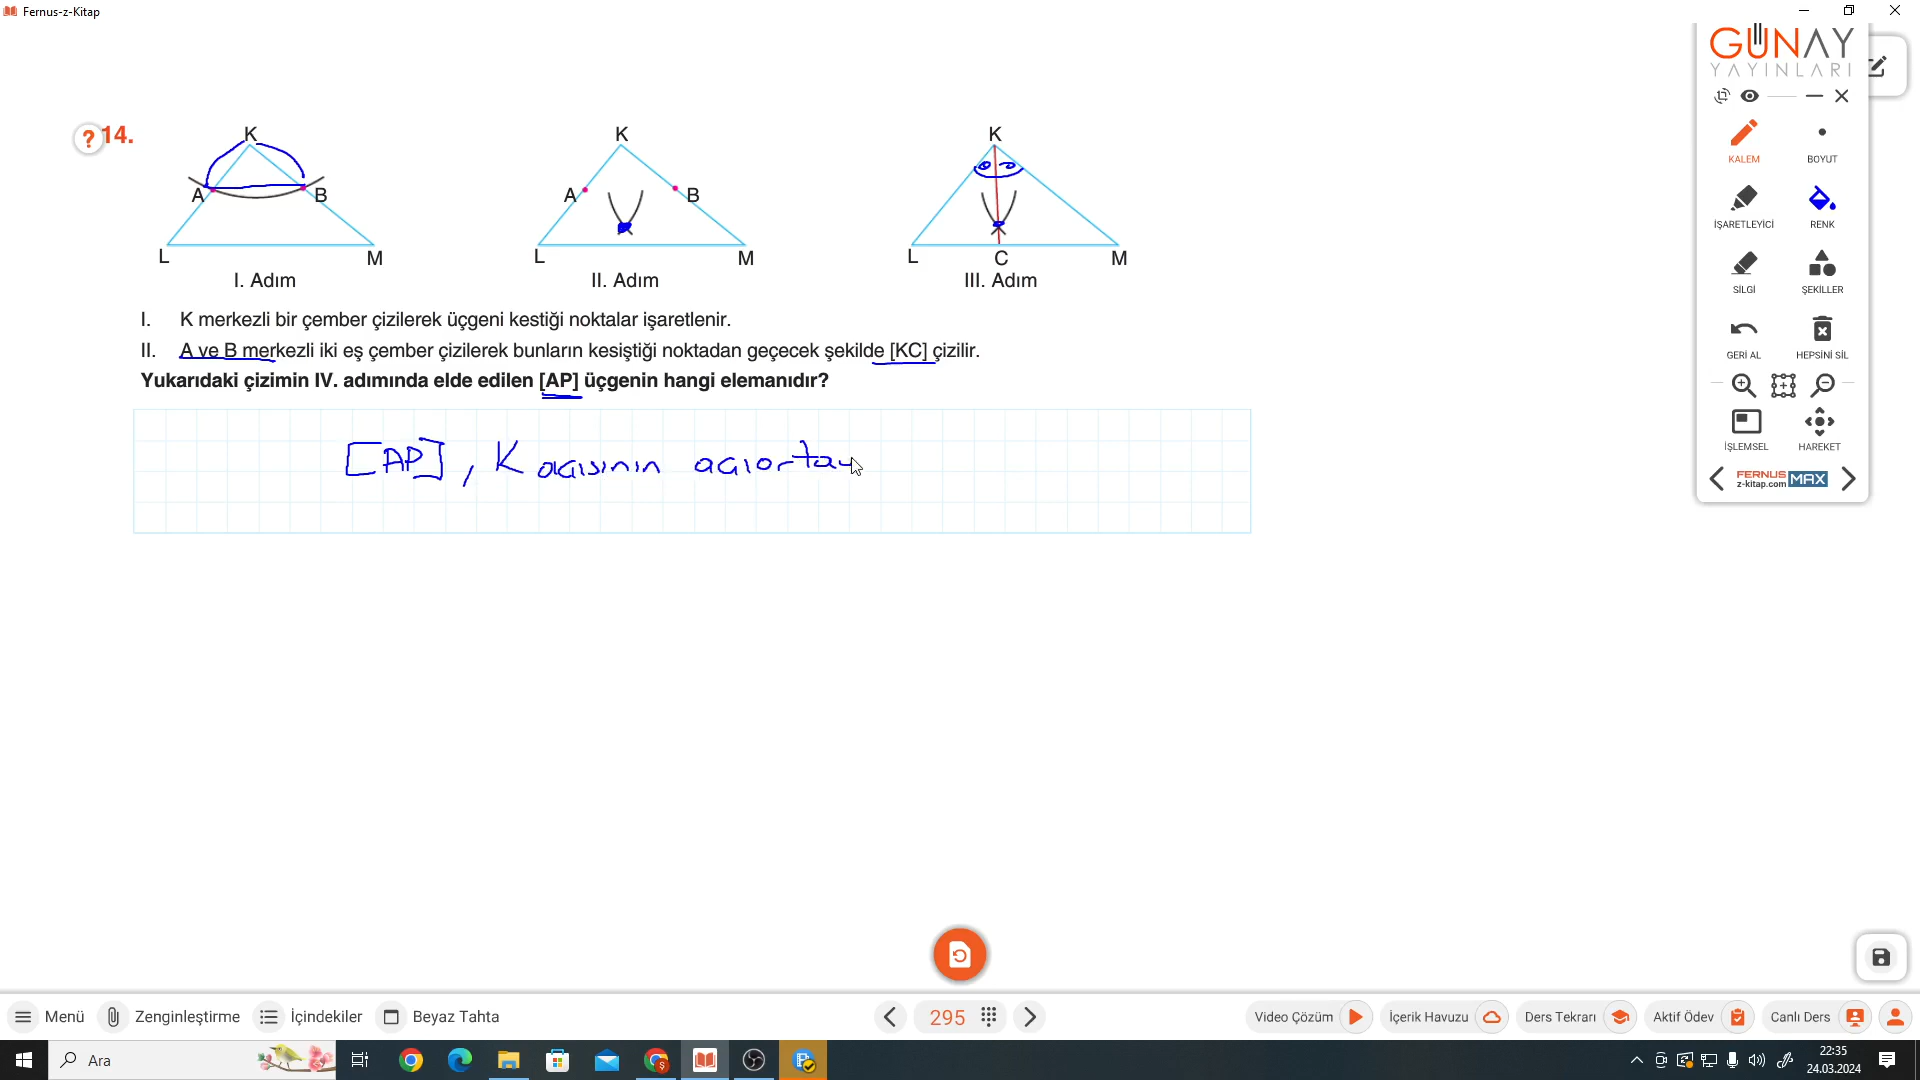 Fernus-z-Kitap
GÜNAY
YAYINLARI
KALEM
BOYUT
İŞARETLEYİCİ
RENK
SİLGİ
ŞEKİLLER
GERİ AL
HEPSİNİ SİL
İŞLEMSEL
HAREKET
FERNUS
z-kitap.com MAX
? 14.
K
A
B
L
M
I. Adım
K
A
B
L
M
II. Adım
K
L
C
M
III. Adım
I. K merkezli bir çember çizilerek üçgeni kestiği noktalar işaretlenir.
II. A ve B merkezli iki eş çember çizilerek bunların kesiştiği noktadan geçecek şekilde [KC] çizilir.
Yukarıdaki çizimin IV. adımında elde edilen [AP] üçgenin hangi elemanıdır?
[AP], K açısının açıortay
Menü
Zenginleştirme
İçindekiler
Beyaz Tahta
295
Video Çözüm
İçerik Havuzu
Ders Tekrarı
Aktif Ödev
Canlı Ders
Ara
22:35
24.03.2024